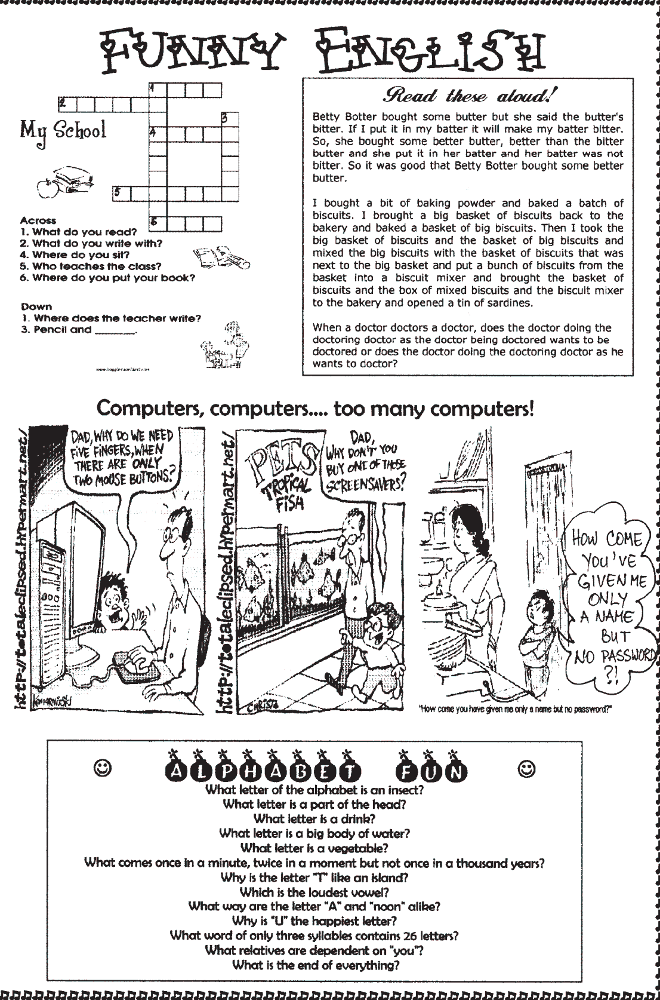 FUNNY ENGLISH
1
2
3
My School
4
5
6
Across
1. What do you read?
2. What do you write with?
4. Where do you sit?
5. Who teaches the class?
6. Where do you put your book?
Down
1. Where does the teacher write?
3. Pencil and _______.
Read these aloud!
Betty Botter bought some butter but she said the butter's
bitter. If I put it in my batter it will make my batter bitter.
So, she bought some better butter, better than the bitter
butter and she put it in her batter and her batter was not
bitter. So it was good that Betty Botter bought some better
butter.
I bought a bit of baking powder and baked a batch of
biscuits. I brought a big basket of biscuits back to the
bakery and baked a basket of big biscuits. Then I took the
big basket of biscuits and the basket of big biscuits and
mixed the big biscuits with the basket of biscuits that was
next to the big basket and put a bunch of biscuits from the
basket into a biscuit mixer and brought the basket of
biscuits and the box of mixed biscuits and the biscuit mixer
to the bakery and opened a tin of sardines.
When a doctor doctors a doctor, does the doctor doing the
doctoring doctor as the doctor being doctored wants to be
doctored or does the doctor doing the doctoring doctor as he
wants to doctor?
Computers, computers.... too many computers!
http://totaleclipsed.hypermart.net/
DAD, WHY DO WE NEED
FIVE FINGERS, WHEN
THERE ARE ONLY
TWO MOUSE BUTTONS?
http://totaleclipsed.hypermart.net/
PETS
TROPICAL
FISH
DAD,
WHY DON'T YOU
BUY ONE OF THOSE
SCREENSAVERS?
HOW COME
YOU'VE
GIVEN ME
ONLY
A NAME
BUT
NO PASSWORD
?!
"How come you have given me only a name but no password?"
ALPHABET FUN
What letter of the alphabet is an insect?
What letter is a part of the head?
What letter is a drink?
What letter is a big body of water?
What letter is a vegetable?
What comes once in a minute, twice in a moment but not once in a thousand years?
Why is the letter "T" like an island?
Which is the loudest vowel?
What way are the letter "A" and "noon" alike?
Why is "U" the happiest letter?
What word of only three syllables contains 26 letters?
What relatives are dependent on "you"?
What is the end of everything?